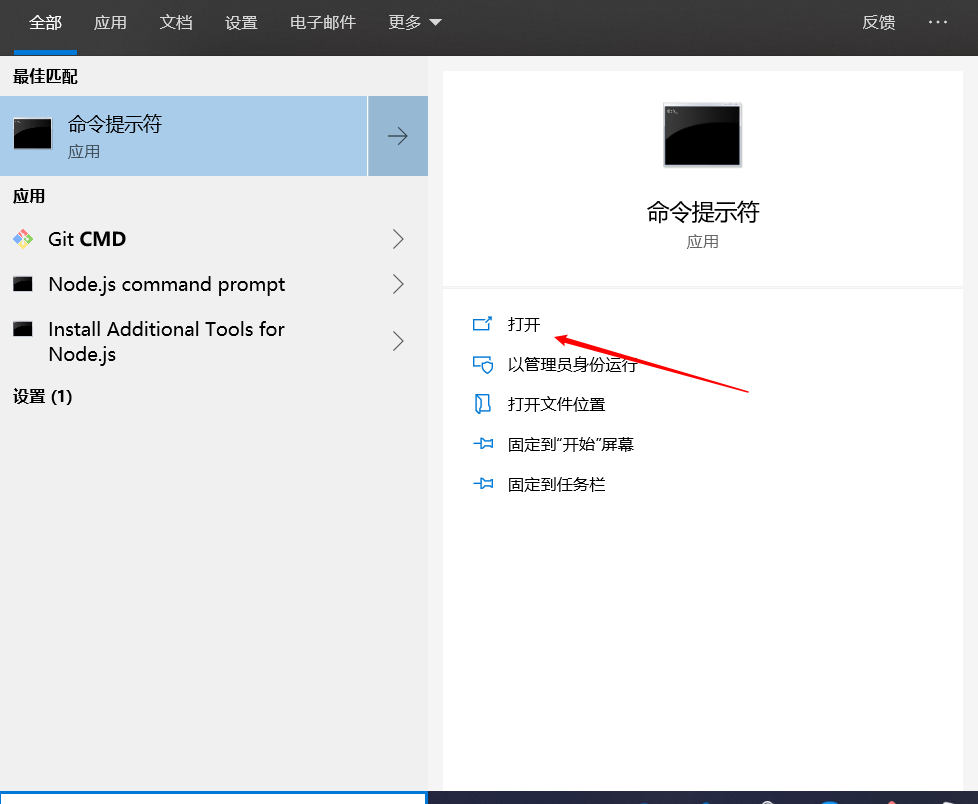 全部 应用 文档 设置 电子邮件 更多 反馈 ···
最佳匹配
命令提示符
应用
应用
Git CMD
Node.js command prompt
Install Additional Tools for
Node.js
设置 (1)
命令提示符
应用
打开
以管理员身份运行
打开文件位置
固定到“开始”屏幕
固定到任务栏